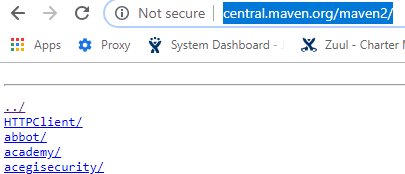 Not secure | central.maven.org/maven2/
Apps Proxy System Dashboard - J Zuul - Charter M
../
HTTPClient/
abbot/
academy/
acegisecurity/